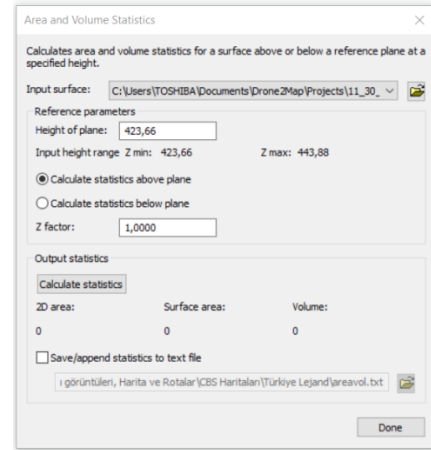 Area and Volume Statistics
Calculates area and volume statistics for a surface above or below a reference plane at a
specified height.
Input surface: C:\Users\TOSHIBA\Documents\Drone2Map\Projects\11_30_
Reference parameters
Height of plane: 423,66
Input height range Z min: 423,66 Z max: 443,88
Calculate statistics above plane
Calculate statistics below plane
Z factor: 1,0000
Output statistics
Calculate statistics
2D area: Surface area: Volume:
0 0 0
Save/append statistics to text file
ı görüntüleri, Harita ve Rotalar\CBS Haritaları\Türkiye Lejand\areavol.txt
Done